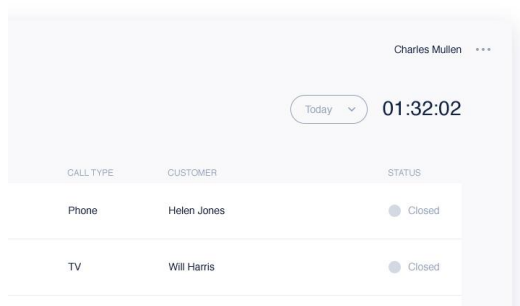 Charles Mullen
Today 01:32:02
CALL TYPE CUSTOMER STATUS
Phone Helen Jones Closed
TV Will Harris Closed